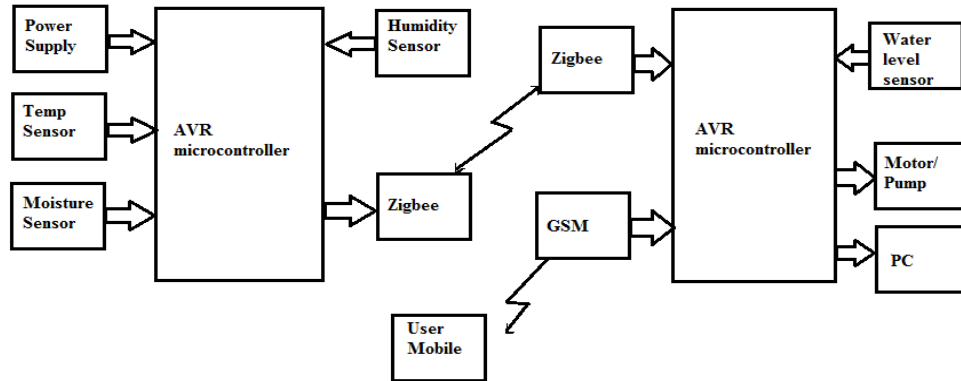 Power
Supply
Temp
Sensor
Moisture
Sensor
AVR
microcontroller
Humidity
Sensor
Zigbee
Zigbee
GSM
User
Mobile
AVR
microcontroller
Water
level
sensor
Motor/
Pump
PC